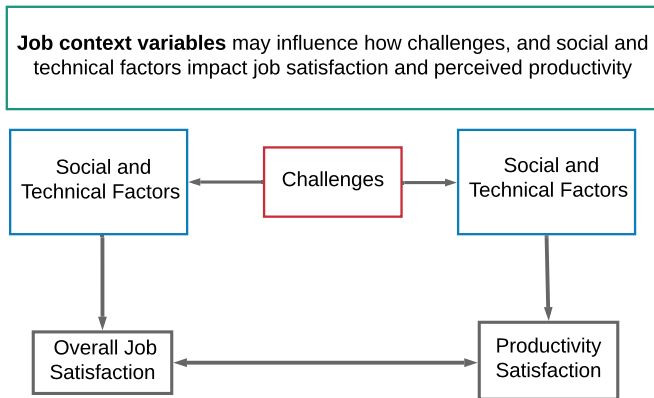 Job context variables may influence how challenges, and social and
technical factors impact job satisfaction and perceived productivity
Social and
Technical Factors
Challenges
Social and
Technical Factors
Overall Job
Satisfaction
Productivity
Satisfaction